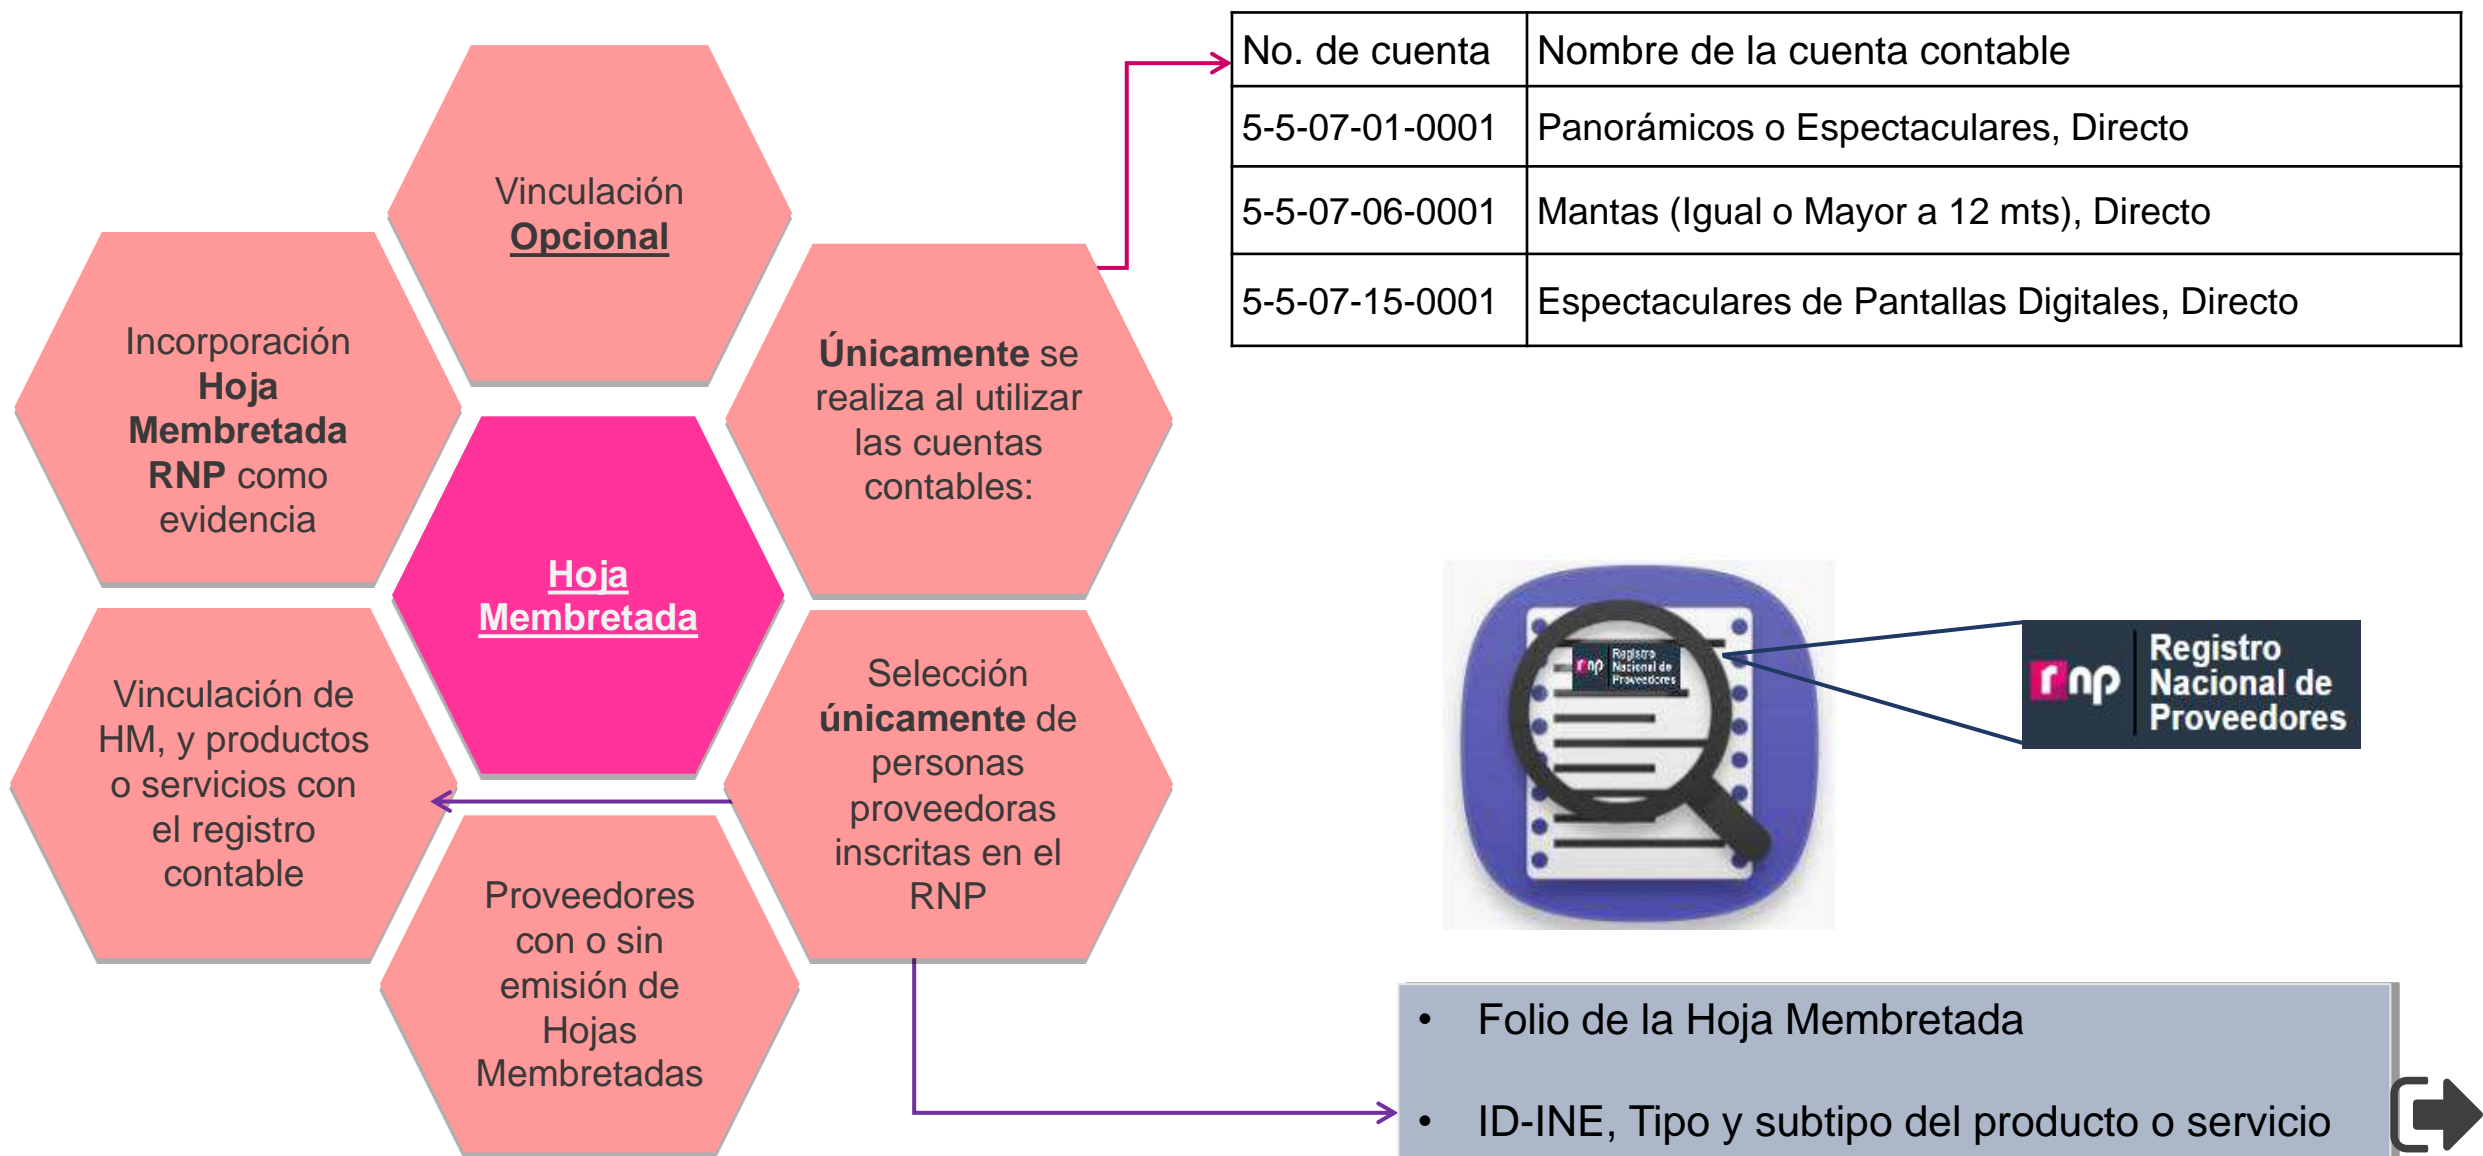 Vinculación
Opcional
Incorporación
Hoja
Membretada
RNP como
evidencia
Únicamente se
realiza al utilizar
las cuentas
contables:
Hoja
Membretada
Vinculación de
HM, y productos
o servicios con
el registro
contable
Selección
únicamente de
personas
proveedoras
inscritas en el
RNP
Proveedores
con o sin
emisión de
Hojas
Membretadas
No. de cuenta Nombre de la cuenta contable
5-5-07-01-0001 Panorámicos o Espectaculares, Directo
5-5-07-06-0001 Mantas (Igual o Mayor a 12 mts), Directo
5-5-07-15-0001 Espectaculares de Pantallas Digitales, Directo
rnp Registro
Nacional de
Proveedores
rnp Registro
Nacional de
Proveedores
• Folio de la Hoja Membretada
• ID-INE, Tipo y subtipo del producto o servicio